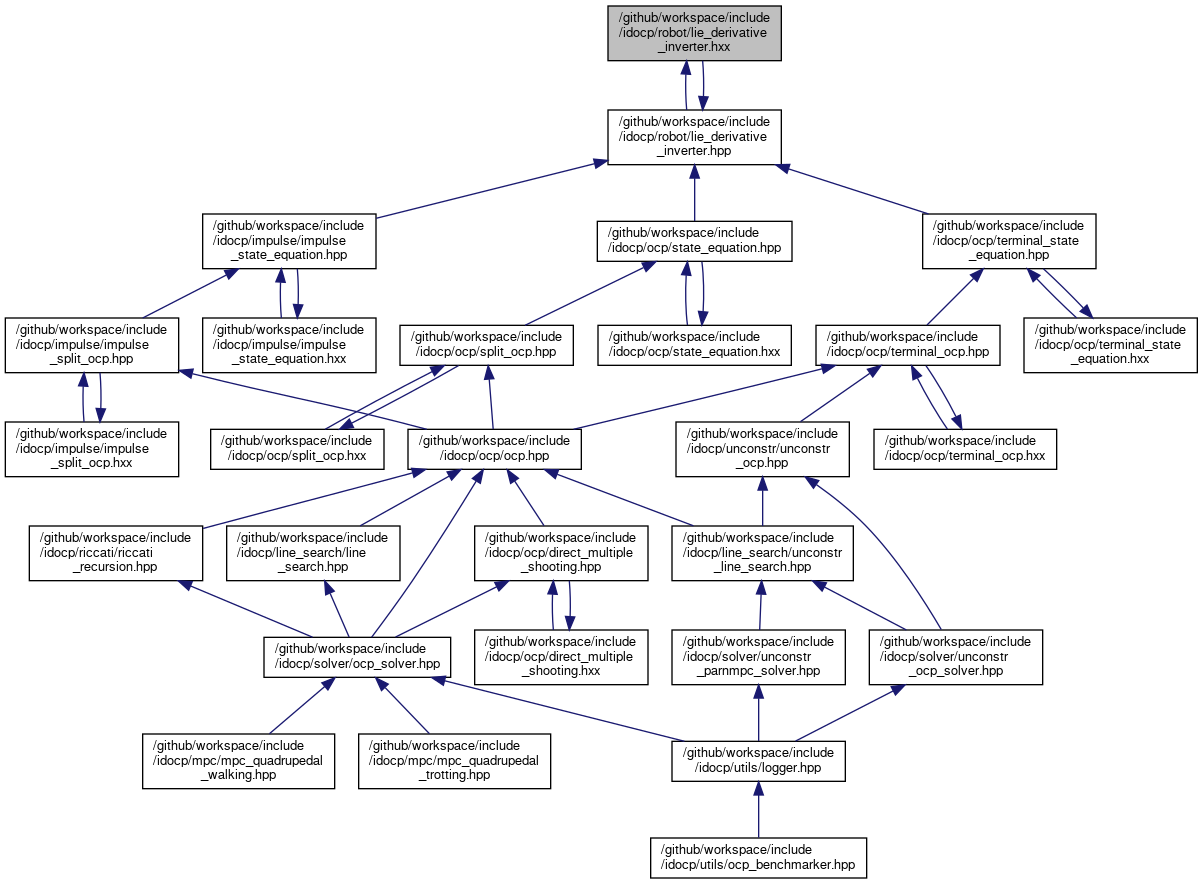 /github/workspace/include
/idocp/robot/lie_derivative
_inverter.hxx
/github/workspace/include
/idocp/robot/lie_derivative
_inverter.hpp
/github/workspace/include
/idocp/impulse/impulse
_state_equation.hpp
/github/workspace/include
/idocp/ocp/state_equation.hpp
/github/workspace/include
/idocp/ocp/terminal_state
_equation.hpp
/github/workspace/include
/idocp/impulse/impulse
_split_ocp.hpp
/github/workspace/include
/idocp/impulse/impulse
_state_equation.hxx
/github/workspace/include
/idocp/ocp/split_ocp.hpp
/github/workspace/include
/idocp/ocp/state_equation.hxx
/github/workspace/include
/idocp/ocp/terminal_ocp.hpp
/github/workspace/include
/idocp/ocp/terminal_state
_equation.hxx
/github/workspace/include
/idocp/impulse/impulse
_split_ocp.hxx
/github/workspace/include
/idocp/ocp/split_ocp.hxx
/github/workspace/include
/idocp/ocp/ocp.hpp
/github/workspace/include
/idocp/unconstr/unconstr
_ocp.hpp
/github/workspace/include
/idocp/ocp/terminal_ocp.hxx
/github/workspace/include
/idocp/riccati/riccati
_recursion.hpp
/github/workspace/include
/idocp/line_search/line
_search.hpp
/github/workspace/include
/idocp/ocp/direct_multiple
_shooting.hpp
/github/workspace/include
/idocp/line_search/unconstr
_line_search.hpp
/github/workspace/include
/idocp/solver/ocp_solver.hpp
/github/workspace/include
/idocp/ocp/direct_multiple
_shooting.hxx
/github/workspace/include
/idocp/solver/unconstr
_parnmpc_solver.hpp
/github/workspace/include
/idocp/solver/unconstr
_ocp_solver.hpp
/github/workspace/include
/idocp/mpc/mpc_quadrupedal
_walking.hpp
/github/workspace/include
/idocp/mpc/mpc_quadrupedal
_trotting.hpp
/github/workspace/include
/idocp/utils/logger.hpp
/github/workspace/include
/idocp/utils/ocp_benchmarker.hpp